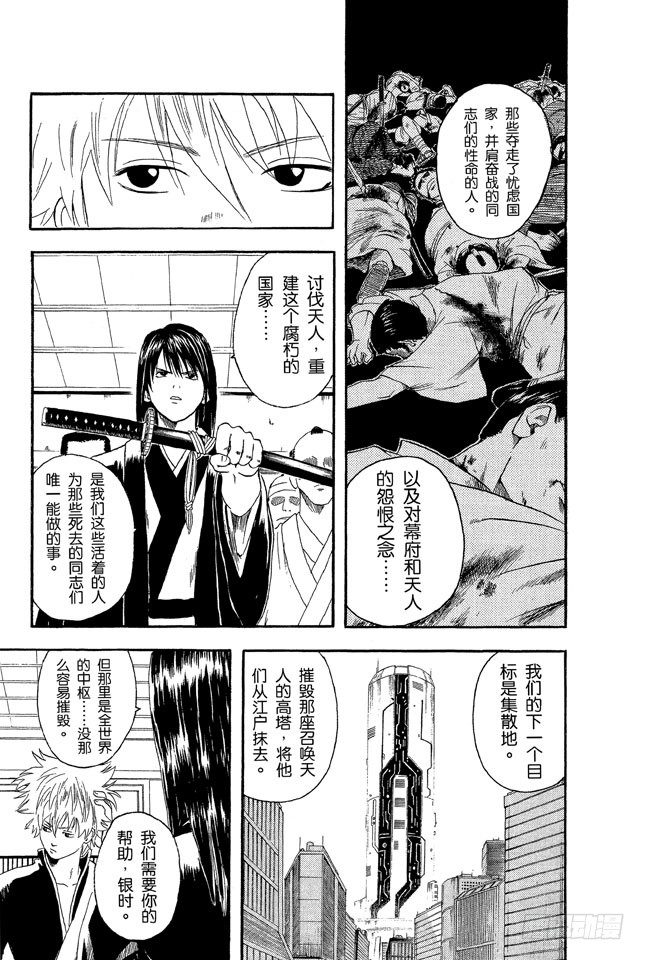 那些夺走了忧虑国
家，并肩奋战的同
志们的性命的人。
以及对幕府和天人
的怨恨之念……
讨伐天人，重
建这个腐朽的
国家……
是我们这些活着的人
为那些死去的同志们
唯一能做的事。
我们的下一个目
标是集散地。
摧毁那座召唤天
人的高塔，将他
们从江户抹去。
但那里是全世界
的中枢……没那
么容易摧毁。
我们需要你的
帮助，银时。